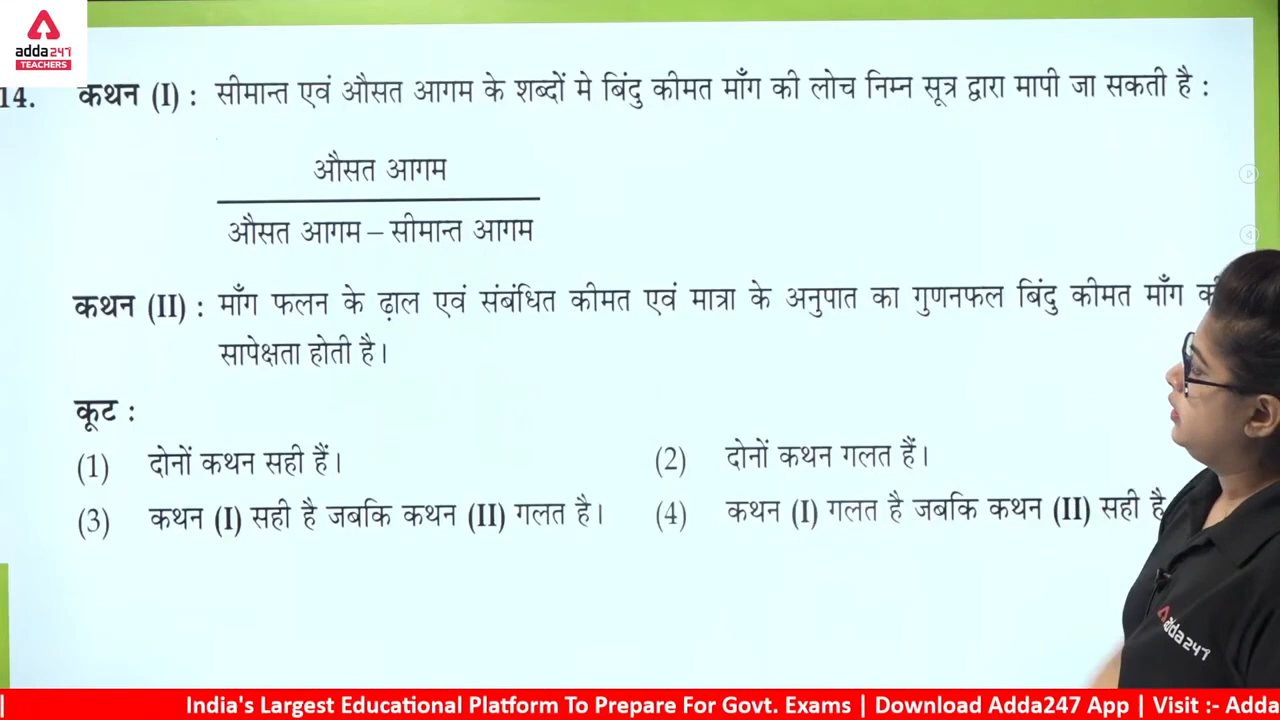 adda247
TEACHERS
14. कथन (I) : सीमान्त एवं औसत आगम के शब्दों मे बिंदु कीमत माँग की लोच निम्न सूत्र द्वारा मापी जा सकती है :
औसत आगम
औसत आगम – सीमान्त आगम
कथन (II) : माँग फलन के ढ़ाल एवं संबंधित कीमत एवं मात्रा के अनुपात का गुणनफल बिंदु कीमत माँग
सापेक्षता होती है।
कूट :
(1) दोनों कथन सही हैं। (2) दोनों कथन गलत हैं।
(3) कथन (I) सही है जबकि कथन (II) गलत है। (4) कथन (I) गलत है जबकि कथन (II) सही है
adda247
India's Largest Educational Platform To Prepare For Govt. Exams | Download Adda247 App | Visit :- Adda